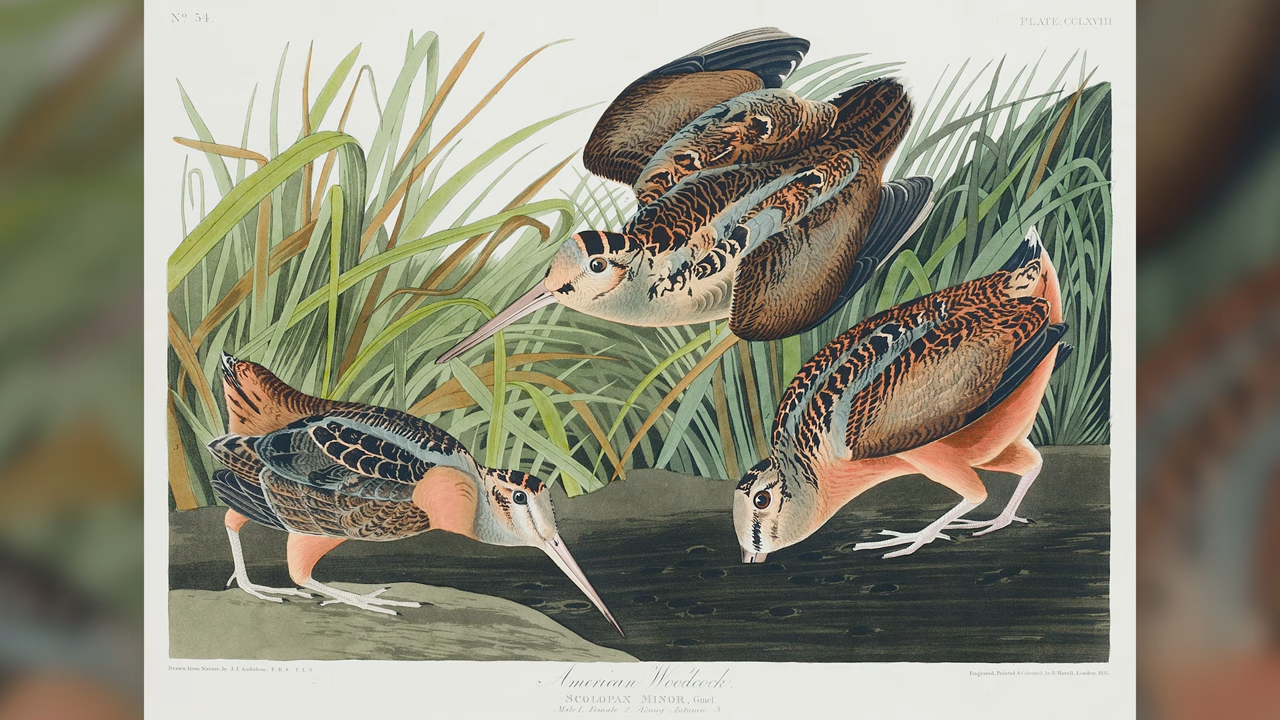 Nº 54.
PLATE, CCLXVIII
Drawn from Nature by J.J. Audubon. F.R.S. F.L.S.
Engraved, Printed & Coloured, by R. Havell, London, 1835.
American Woodcock.
SCOLOPAX MINOR, Gmel.
Male 1. Female 2. Young Autumn 3.